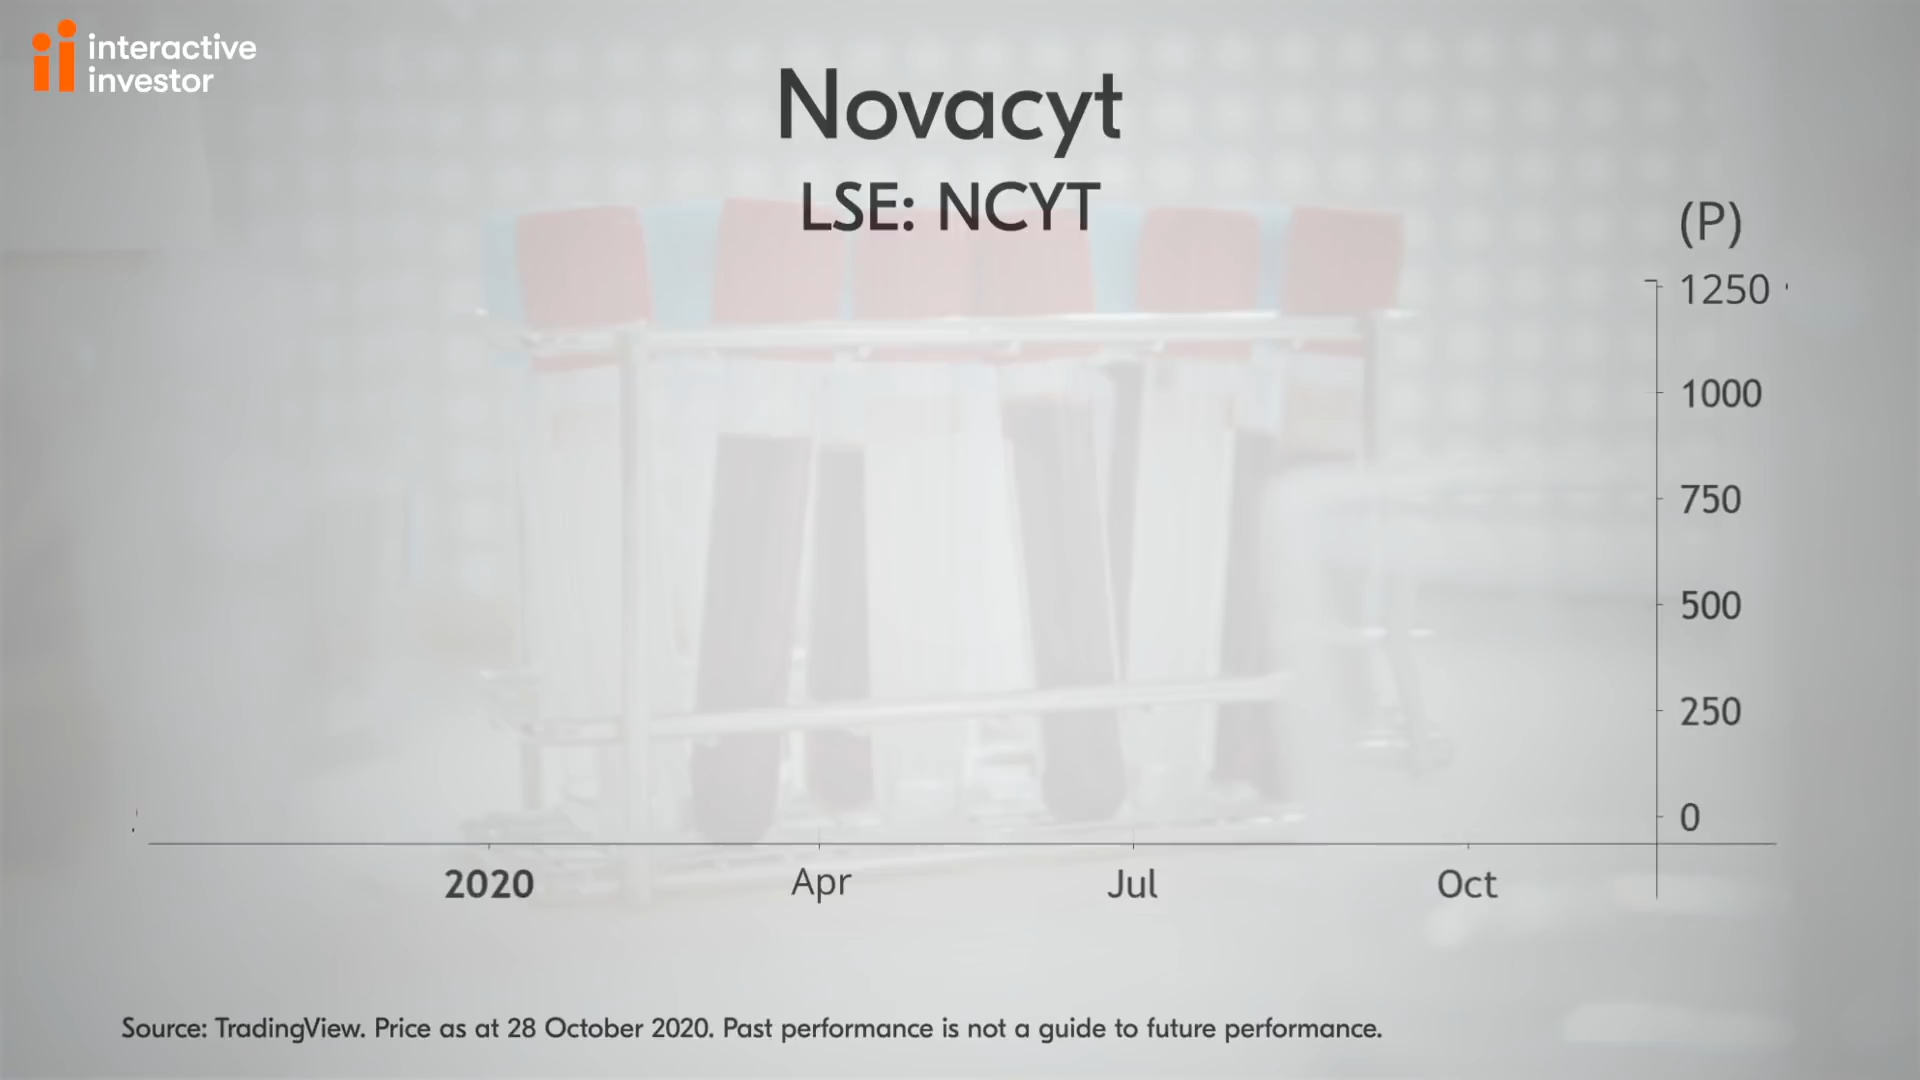 interactive
investor
Novacyt
LSE: NCYT
(P)
1250
1000
750
500
250
0
2020 Apr Jul Oct
Source: TradingView. Price as at 28 October 2020. Past performance is not a guide to future performance.